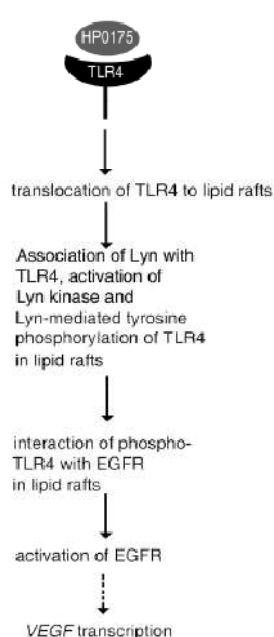 HP0175
TLR4
translocation of TLR4 to lipid rafts
Association of Lyn with
TLR4, activation of
Lyn kinase and
Lyn-mediated tyrosine
phosphorylation of TLR4
in lipid rafts
interaction of phospho-
TLR4 with EGFR
in lipid rafts
activation of EGFR
VEGF transcription